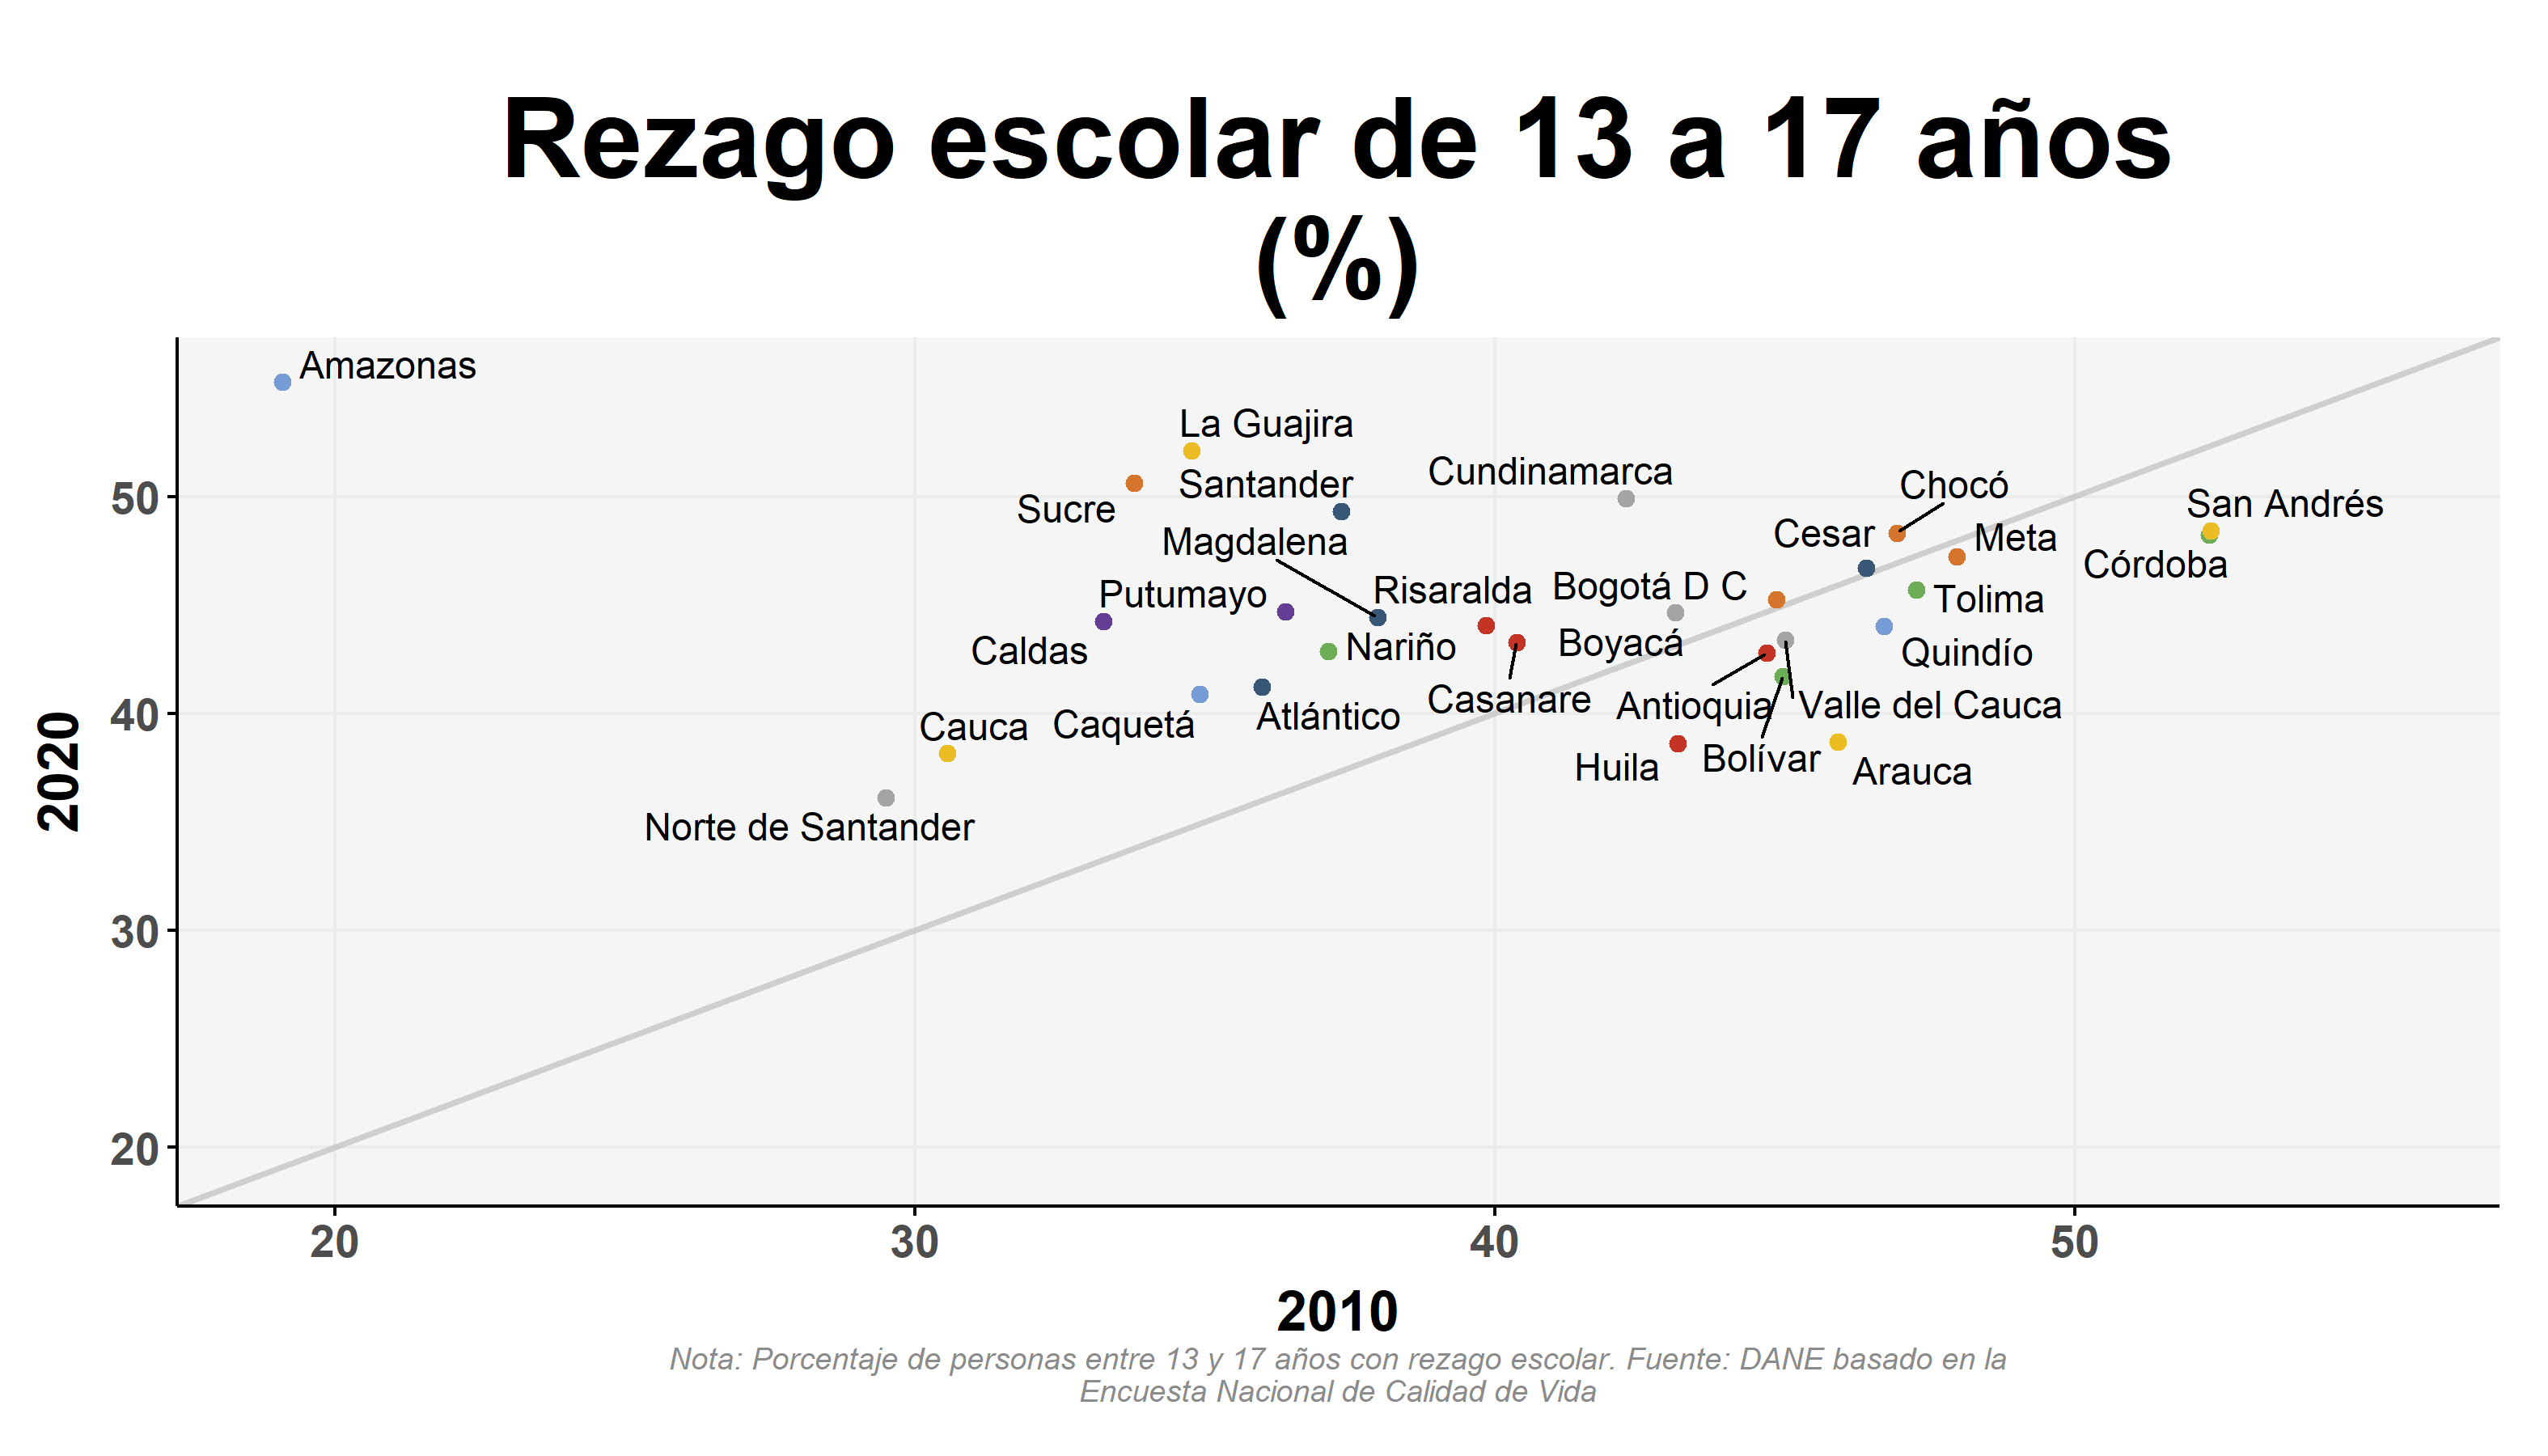 Rezago escolar de 13 a 17 años
(%)
Amazonas
La Guajira
Cundinamarca
Santander
Chocó
San Andrés
50
Sucre
Cesar
Meta
Magdalena
Córdoba
Bogotá D C
Risaralda
Putumayo
Tolima
Boyacá
Nariño
Caldas
Quindío
Casanare
Antioquia
Valle del Cauca
40
Atlántico
Caquetá
Cauca
Bolívar
Huila
Arauca
Norte de Santander
2020
30
20
20
30
40
50
2010
Nota: Porcentaje de personas entre 13 y 17 años con rezago escolar. Fuente: DANE basado en la
Encuesta Nacional de Calidad de Vida